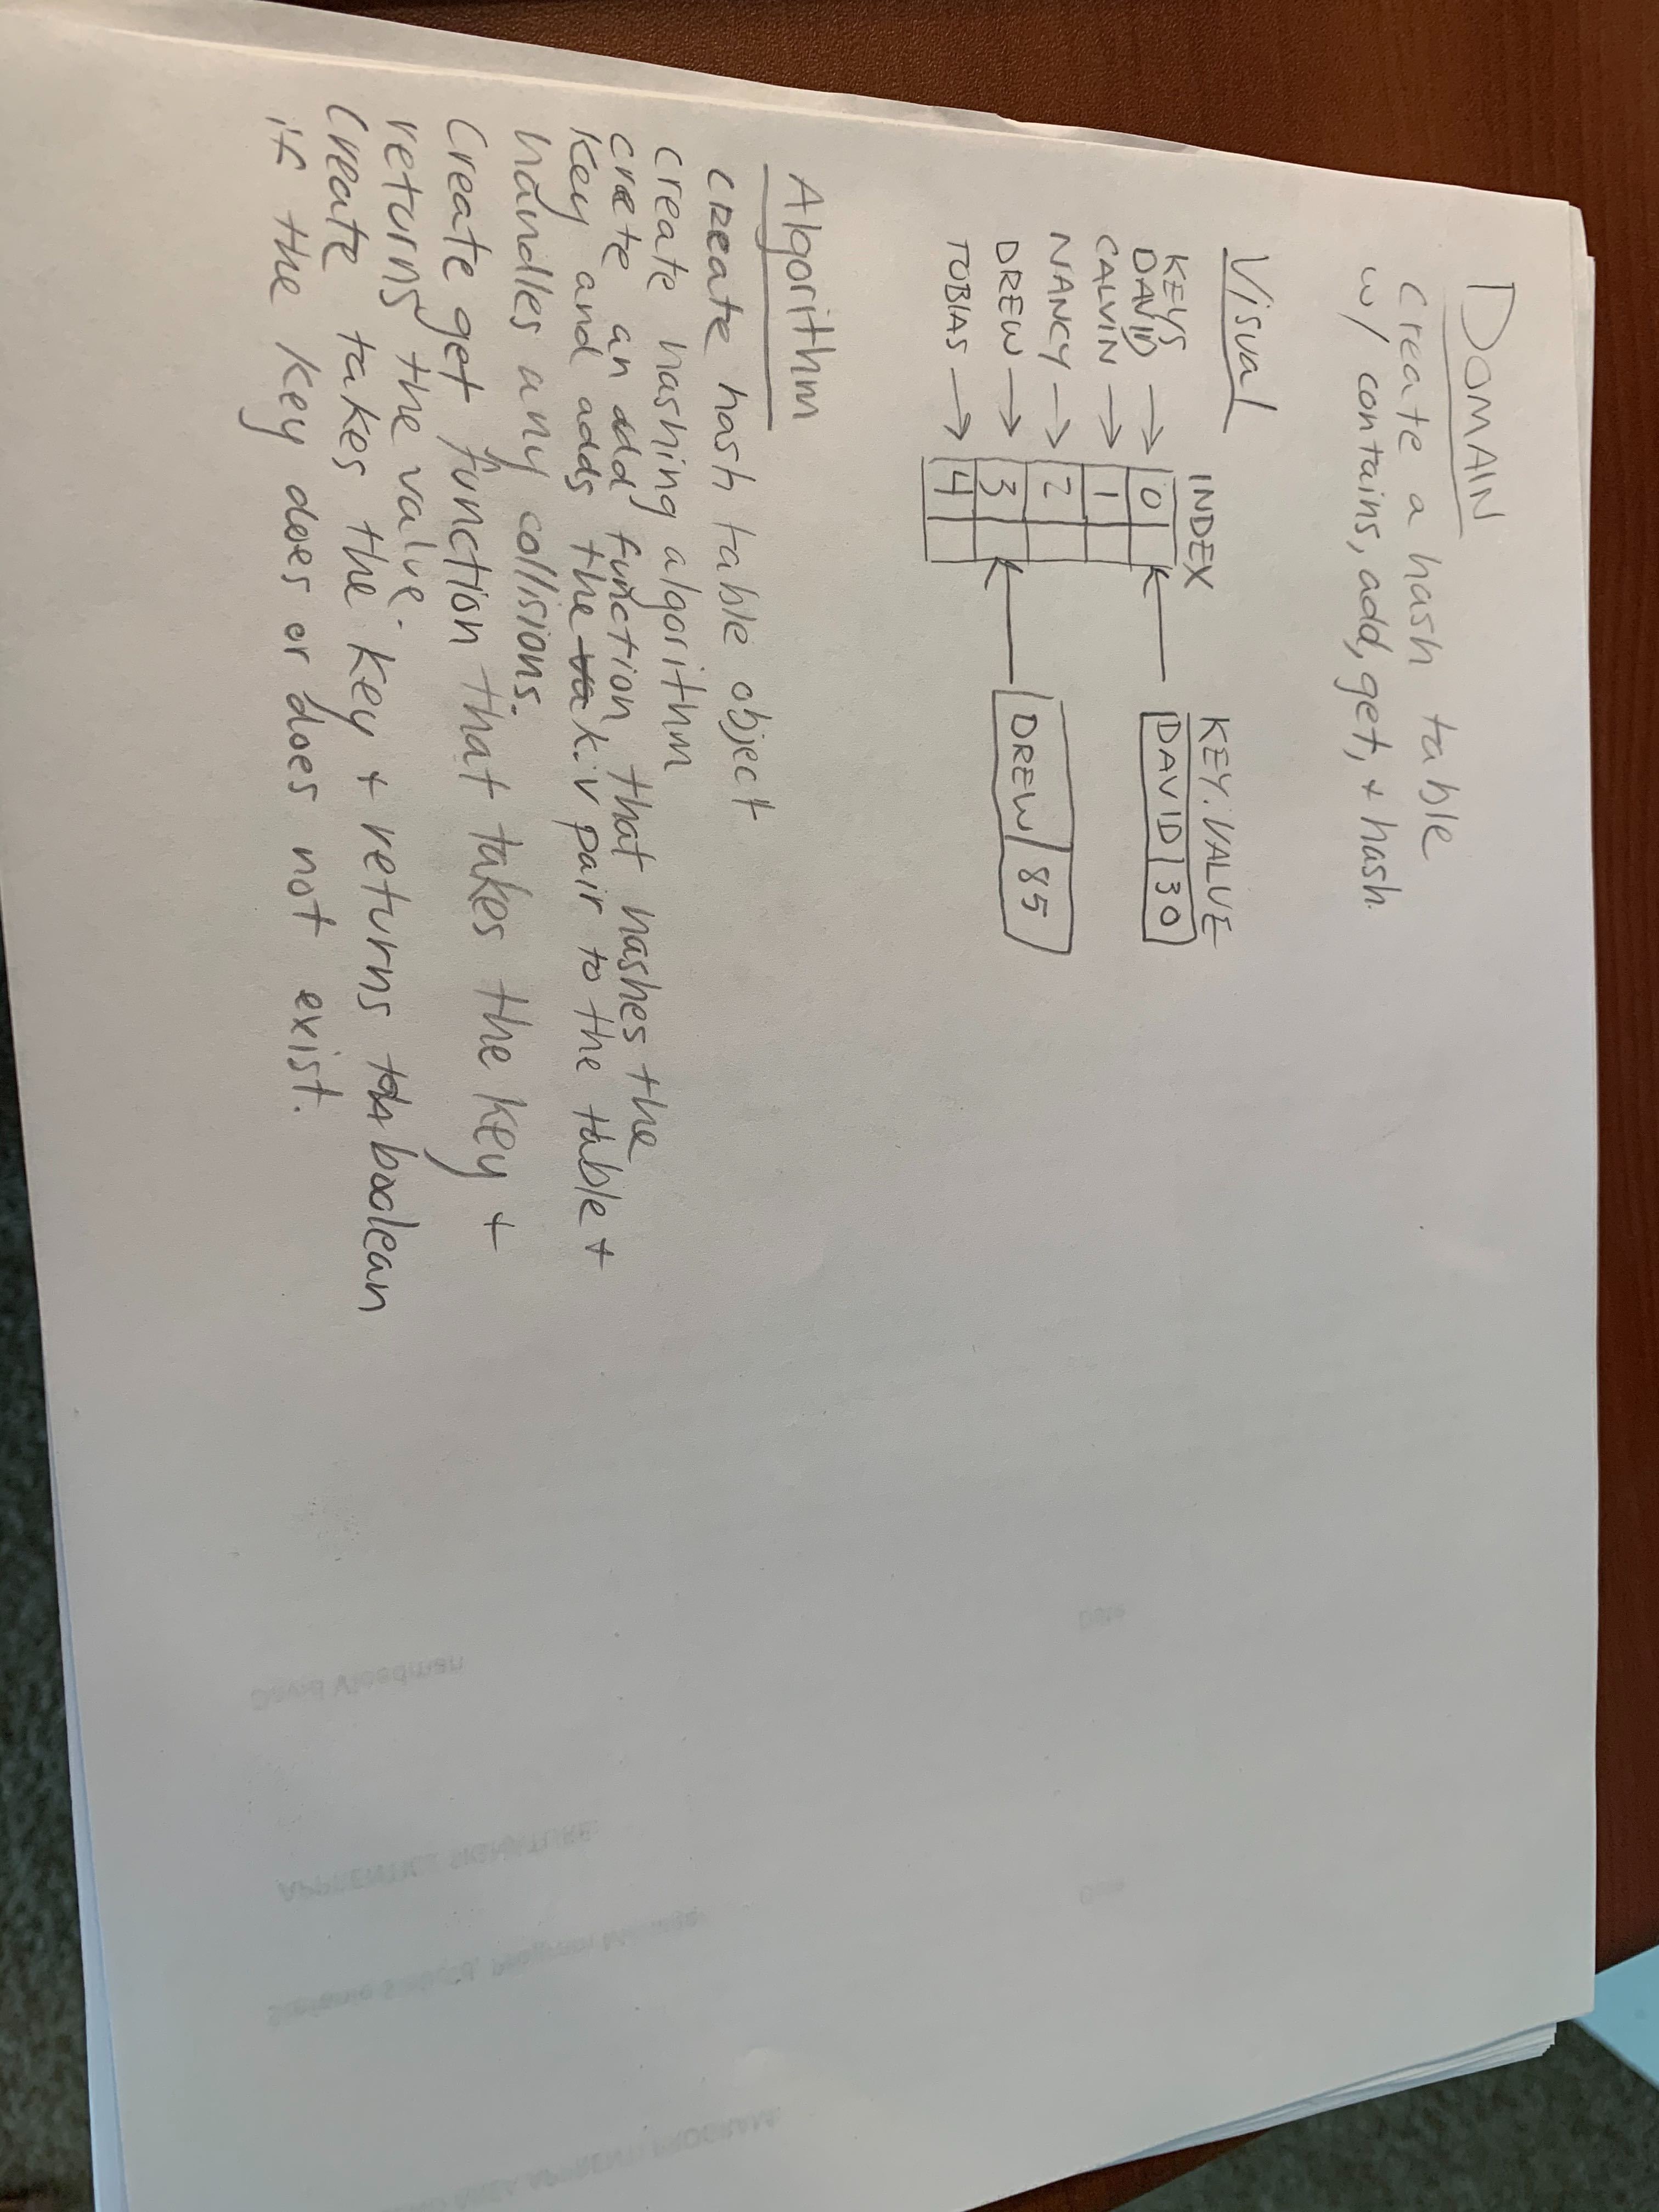 DOMAIN
Create a hash table
w/ contains, add, get, + hash.
Visual
INDEX
KEY.VALUE
KEYS
DAVID → 0
DAVID 30
CALVIN → 1
NANCY → 2
DREW → 3
DREW 85
TOBIAS → 4
Algorithm
create hash table object
create hashing algorithm
create an add function that hashes the
key and adds the k.v pair to the table +
handles any collisions.
Create get function that takes the key +
returns the value.
Create takes the key + returns boolean
if the key does or does not exist.